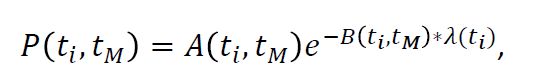 P(t_i, t_M) = A(t_i, t_M)e^{-B(t_i,t_M)*λ(t_i)},